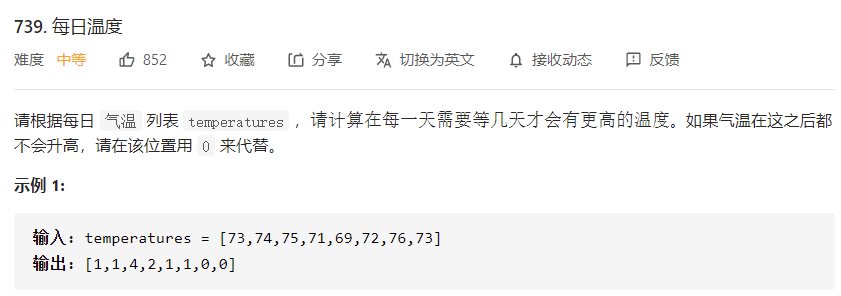 739. 每日温度
难度 中等 852 收藏 分享 切换为英文 接收动态 反馈
请根据每日 气温 列表 temperatures ，请计算在每一天需要等几天才会有更高的温度。如果气温在这之后都
不会升高，请在该位置用 0 来代替。
示例 1:
输入：temperatures = [73,74,75,71,69,72,76,73]
输出：[1,1,4,2,1,1,0,0]